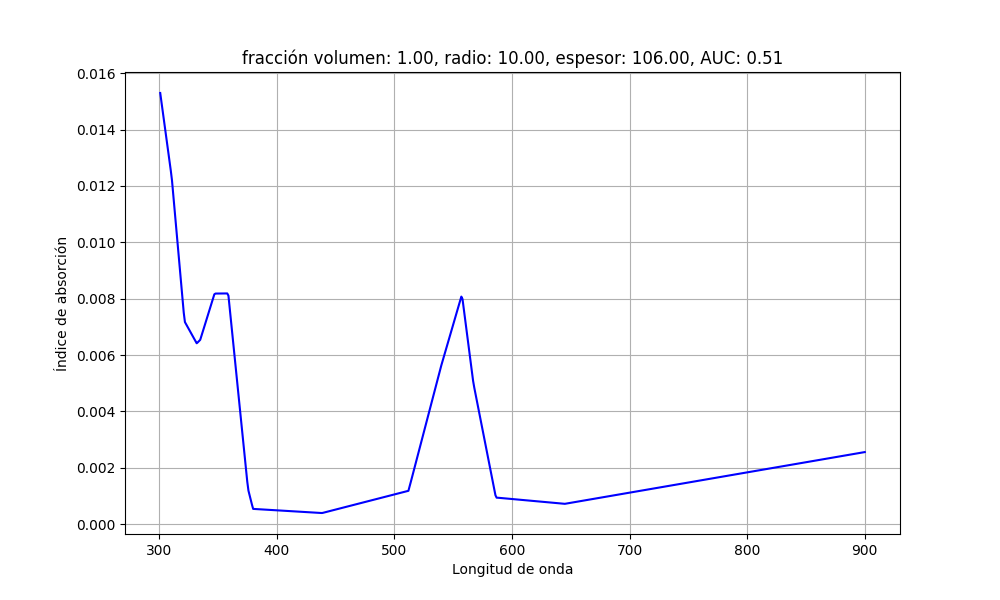 fracción volumen: 1.00, radio: 10.00, espesor: 106.00, AUC: 0.51
0.016
0.014
0.012
0.010
0.008
0.006
0.004
0.002
0.000
Índice de absorción
300 400 500 600 700 800 900
Longitud de onda